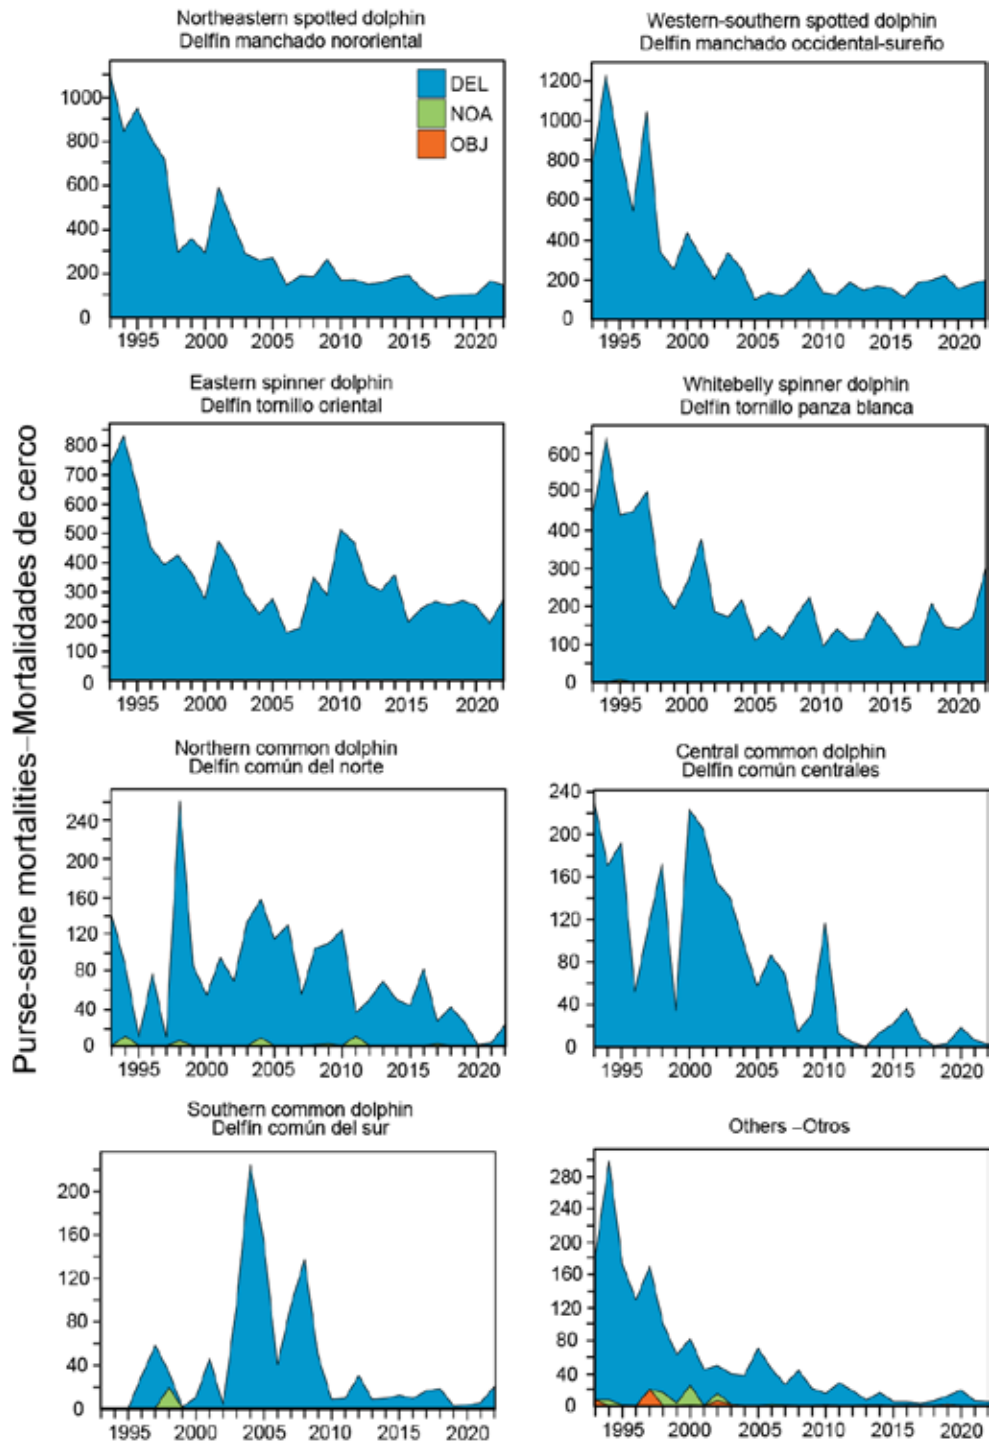 Purse-seine mortalities–Mortalidades de cerco
Northeastern spotted dolphin
Delfín manchado nororiental
1000
800
600
400
200
0
DEL
NOA
OBJ
1995 2000 2005 2010 2015 2020
Western-southern spotted dolphin
Delfín manchado occidental-sureño
1200
1000
800
600
400
200
0
1995 2000 2005 2010 2015 2020
Eastern spinner dolphin
Delfín tornillo oriental
800
700
600
500
400
300
200
100
0
1995 2000 2005 2010 2015 2020
Whitebelly spinner dolphin
Delfín tornillo panza blanca
600
500
400
300
200
100
0
1995 2000 2005 2010 2015 2020
Northern common dolphin
Delfín común del norte
240
200
160
120
80
40
0
1995 2000 2005 2010 2015 2020
Central common dolphin
Delfín común centrales
240
200
160
120
80
40
0
1995 2000 2005 2010 2015 2020
Southern common dolphin
Delfín común del sur
200
160
120
80
40
0
1995 2000 2005 2010 2015 2020
Others –Otros
280
240
200
160
120
80
40
0
1995 2000 2005 2010 2015 2020